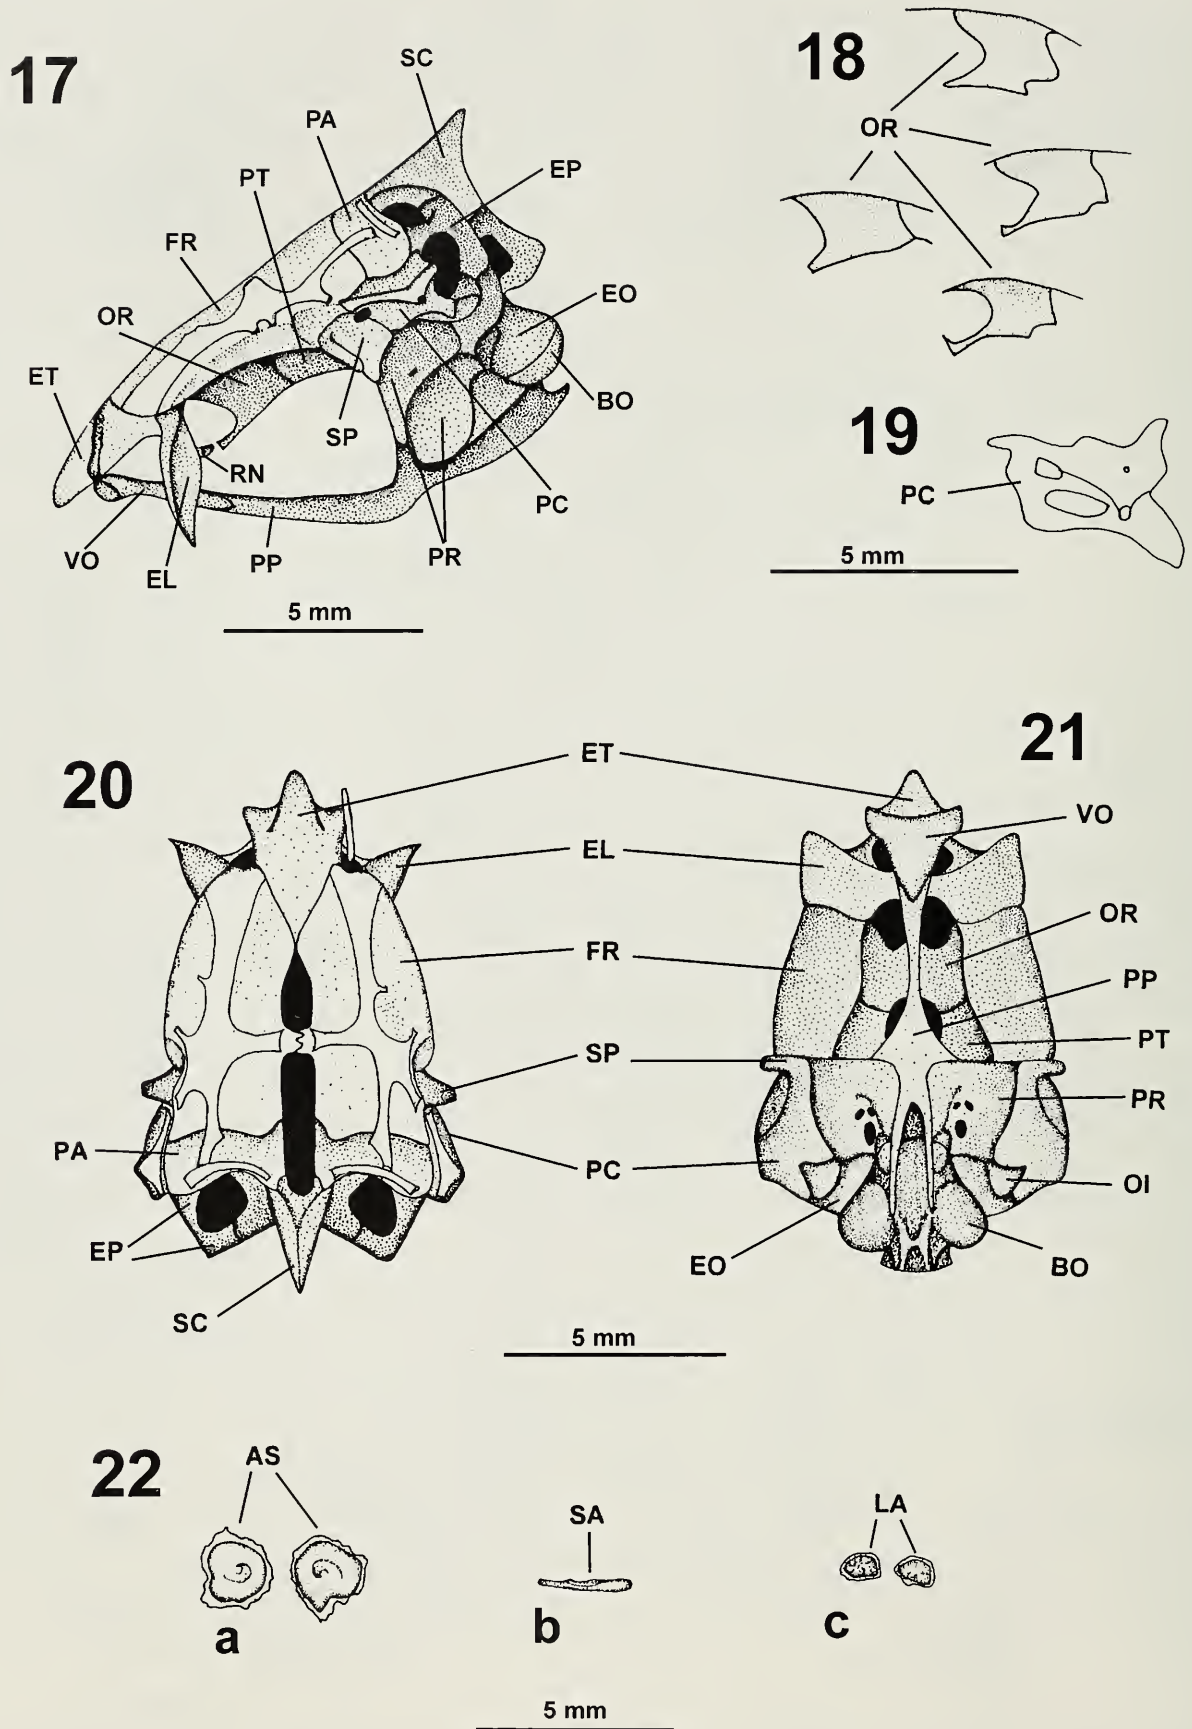 17
SC
PA
PT
EP
FR
OR
EO
ET
BO
SP
RN
PC
VO
EL
PP
PR
5 mm
18
OR
19
PC
5 mm
20
21
ET
VO
EL
OR
FR
PP
PT
SP
PR
PA
PC
OI
EP
EO
BO
SC
5 mm
22
AS
SA
LA
a
b
c
5 mm